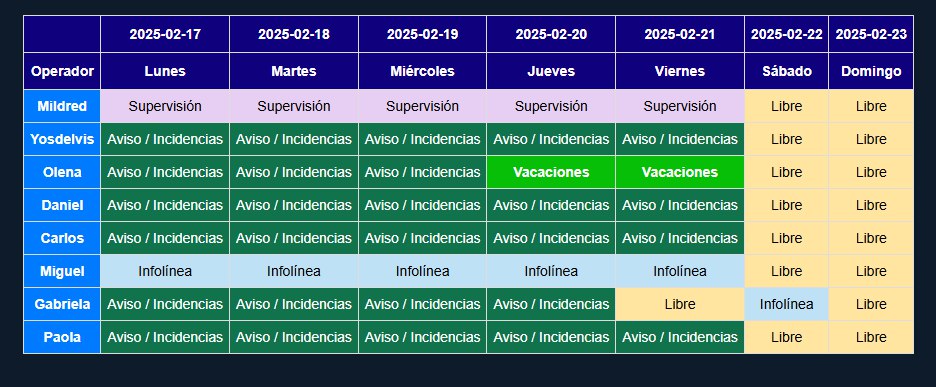 2025-02-17 2025-02-18 2025-02-19 2025-02-20 2025-02-21 2025-02-22 2025-02-23
Operador Lunes Martes Miércoles Jueves Viernes Sábado Domingo
Mildred Supervisión Supervisión Supervisión Supervisión Supervisión Libre Libre
Yosdelvis Aviso / Incidencias Aviso / Incidencias Aviso / Incidencias Aviso / Incidencias Aviso / Incidencias Libre Libre
Olena Aviso / Incidencias Aviso / Incidencias Aviso / Incidencias Vacaciones Vacaciones Libre Libre
Daniel Aviso / Incidencias Aviso / Incidencias Aviso / Incidencias Aviso / Incidencias Aviso / Incidencias Libre Libre
Carlos Aviso / Incidencias Aviso / Incidencias Aviso / Incidencias Aviso / Incidencias Aviso / Incidencias Libre Libre
Miguel Infolínea Infolínea Infolínea Infolínea Infolínea Libre Libre
Gabriela Aviso / Incidencias Aviso / Incidencias Aviso / Incidencias Aviso / Incidencias Libre Infolínea Libre
Paola Aviso / Incidencias Aviso / Incidencias Aviso / Incidencias Aviso / Incidencias Aviso / Incidencias Libre Libre